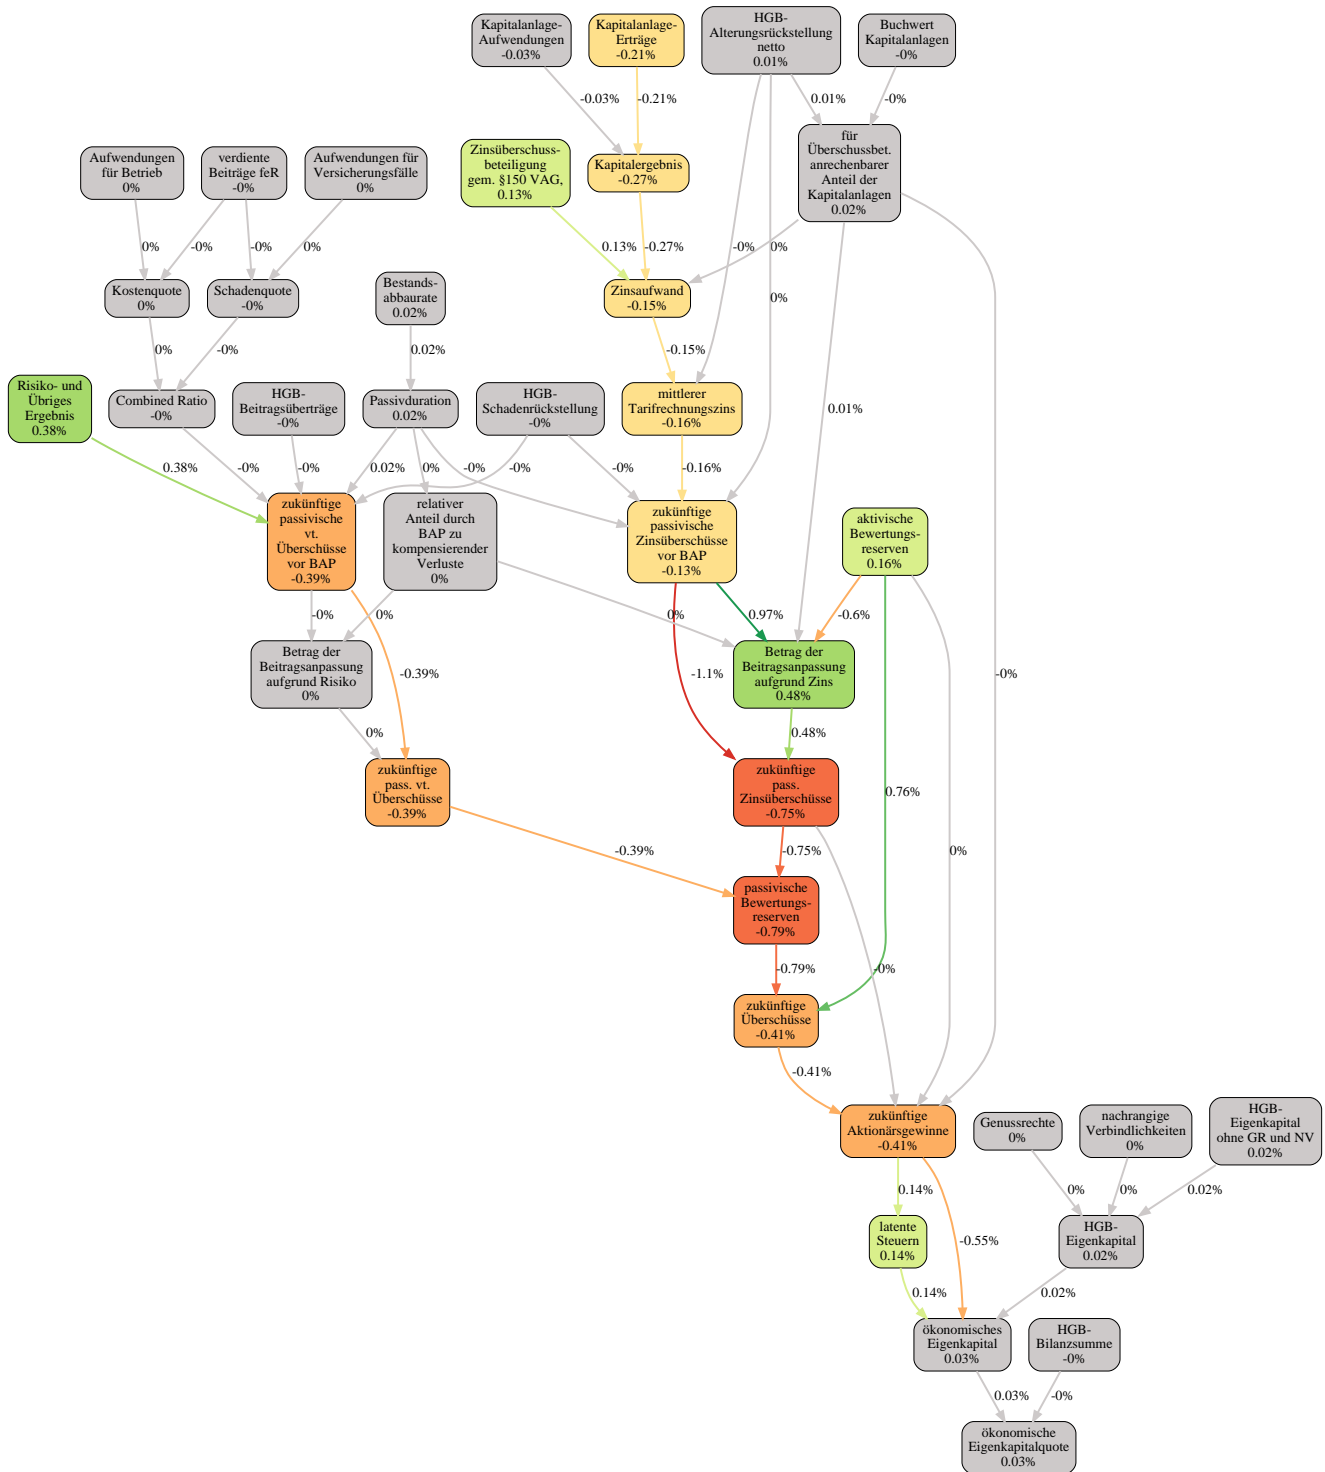 Kapitalanlage-
Aufwendungen
-0.03%
Kapitalanlage-
Erträge
-0.21%
HGB-
Alterungsrückstellung
netto
0.01%
Buchwert
Kapitalanlagen
-0%
-0.03%
-0.21%
0.01%
-0%
Aufwendungen
für Betrieb
0%
verdiente
Beiträge feR
-0%
Aufwendungen für
Versicherungsfälle
0%
Zinsüberschuss-
beteiligung
gem. §150 VAG,
0.13%
Kapitalergebnis
-0.27%
für
Überschussbet.
anrechenbarer
Anteil der
Kapitalanlagen
0.02%
0%
-0%
-0%
0%
0.13%
-0.27%
-0%
0%
0%
Kostenquote
0%
Schadenquote
-0%
Bestands-
abbaurate
0.02%
Zinsaufwand
-0.15%
0%
-0%
0.02%
-0.15%
0.01%
Risiko- und
Übriges
Ergebnis
0.38%
Combined Ratio
-0%
HGB-
Beitragsüberträge
-0%
Passivduration
0.02%
HGB-
Schadenrückstellung
-0%
mittlerer
Tarifrechnungszins
-0.16%
0.38%
-0%
-0%
0.02%
0%
-0%
-0%
-0%
-0.16%
zukünftige
passivische
vt.
Überschüsse
vor BAP
-0.39%
relativer
Anteil durch
BAP zu
kompensierender
Verluste
0%
zukünftige
passivische
Zinsüberschüsse
vor BAP
-0.13%
aktivische
Bewertungs-
reserven
0.16%
-0%
0%
0%
0.97%
-0.6%
Betrag der
Beitragsanpassung
aufgrund Risiko
0%
-0.39%
-1.1%
Betrag der
Beitragsanpassung
aufgrund Zins
0.48%
-0%
0%
0.48%
zukünftige
pass. vt.
Überschüsse
-0.39%
zukünftige
pass.
Zinsüberschüsse
-0.75%
0.76%
-0.39%
-0.75%
0%
passivische
Bewertungs-
reserven
-0.79%
-0.79%
-0%
zukünftige
Überschüsse
-0.41%
-0.41%
zukünftige
Aktionärsgewinne
-0.41%
Genussrechte
0%
nachrangige
Verbindlichkeiten
0%
HGB-
Eigenkapital
ohne GR und NV
0.02%
0.14%
0%
0%
0.02%
latente
Steuern
0.14%
-0.55%
HGB-
Eigenkapital
0.02%
0.14%
0.02%
ökonomisches
Eigenkapital
0.03%
HGB-
Bilanzsumme
-0%
0.03%
-0%
ökonomische
Eigenkapitalquote
0.03%